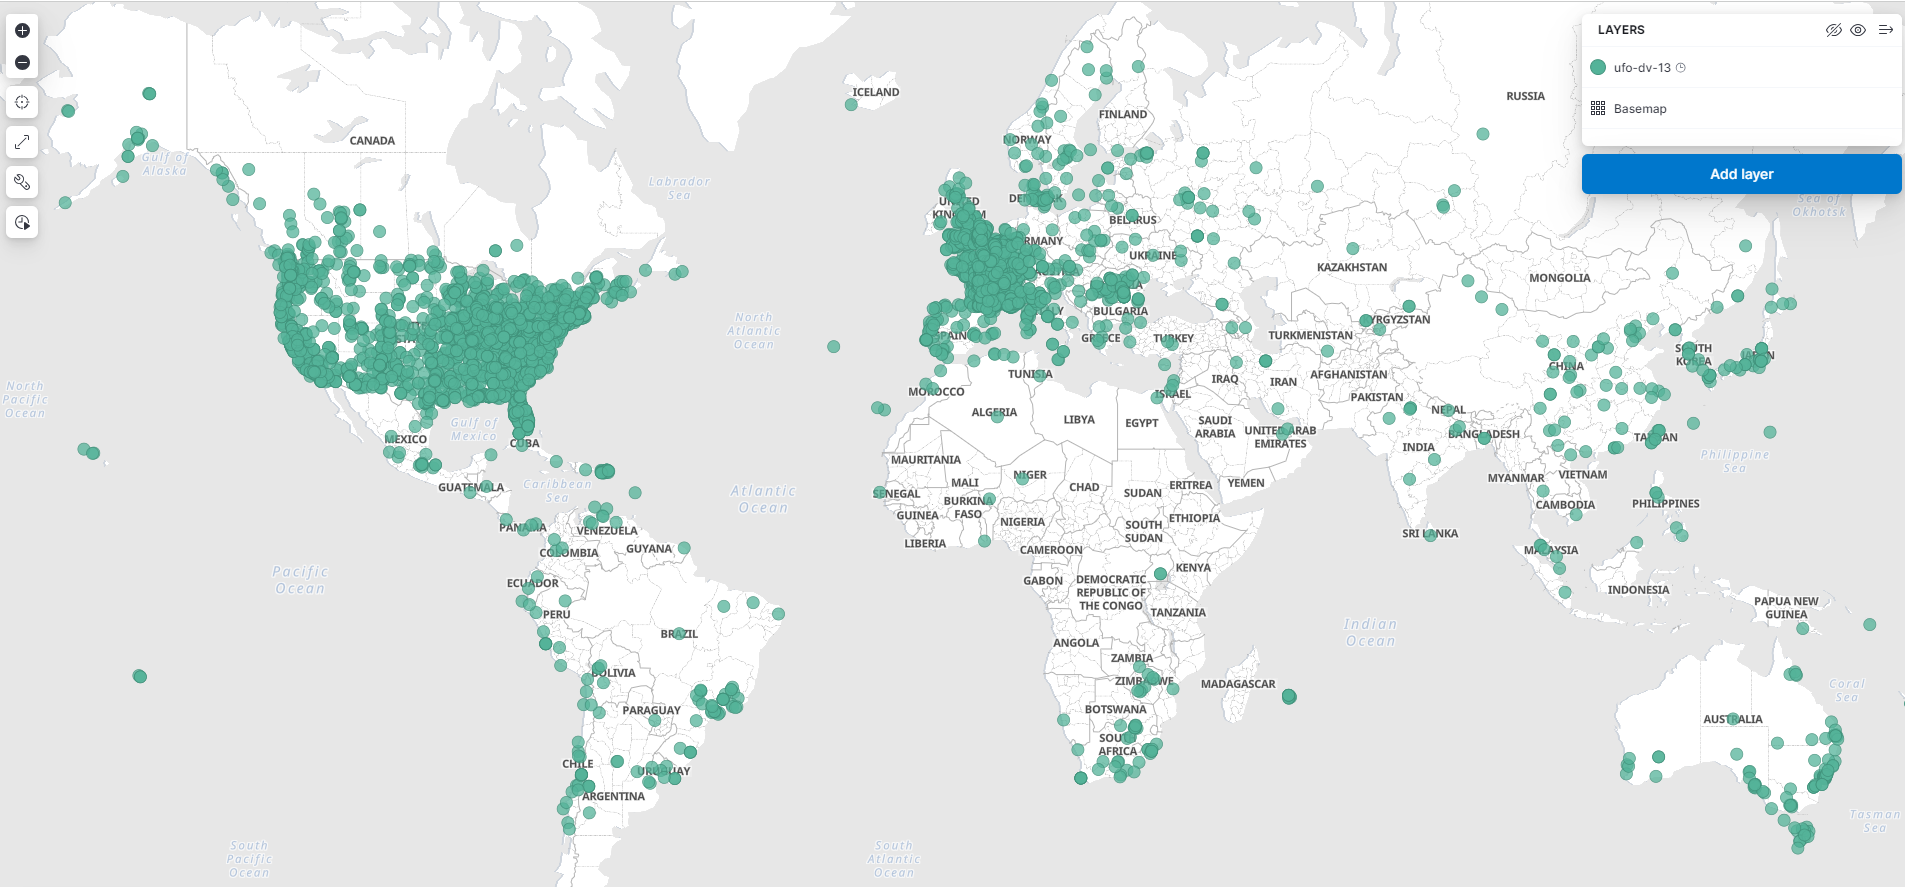 LAYERS
ufo-dv-13
Basemap
Add layer
ICELAND
RUSSIA
FINLAND
CANADA
NORWAY
Gulf of
Alaska
Labrador
Sea
Sea of
Okhotsk
BELARUS
UKRAINE
KAZAKHSTAN
MONGOLIA
BULGARIA
North
Atlantic
Ocean
GREECE
TURKEY
TURKMENISTAN
SOUTH
KOREA
JAPAN
CHINA
TUNISIA
IRAQ
IRAN
AFGHANISTAN
North
Pacific
Ocean
MOROCCO
ISRAEL
PAKISTAN
ALGERIA
LIBYA
EGYPT
SAUDI
ARABIA
UNITED ARAB
EMIRATES
NEPAL
BANGLADESH
TAIWAN
Gulf of
Mexico
MEXICO
CUBA
INDIA
Philippine
Sea
MAURITANIA
MALI
NIGER
CHAD
SUDAN
ERITREA
YEMEN
MYANMAR
VIETNAM
GUATEMALA
Caribbean
Sea
Atlantic
Ocean
SENEGAL
BURKINA
FASO
GUINEA
NIGERIA
SOUTH
SUDAN
ETHIOPIA
CAMBODIA
PHILIPPINES
PANAMA
VENEZUELA
SRI LANKA
COLOMBIA
GUYANA
LIBERIA
CAMEROON
MALAYSIA
Pacific
Ocean
ECUADOR
GABON
DEMOCRATIC
REPUBLIC OF
THE CONGO
KENYA
INDONESIA
PERU
TANZANIA
PAPUA NEW
GUINEA
BRAZIL
Indian
Ocean
ANGOLA
ZAMBIA
BOLIVIA
ZIMBABWE
MADAGASCAR
Coral
Sea
PARAGUAY
BOTSWANA
AUSTRALIA
SOUTH
AFRICA
CHILE
URUGUAY
ARGENTINA
Tasman
Sea
South
Pacific
Ocean
South
Atlantic
Ocean